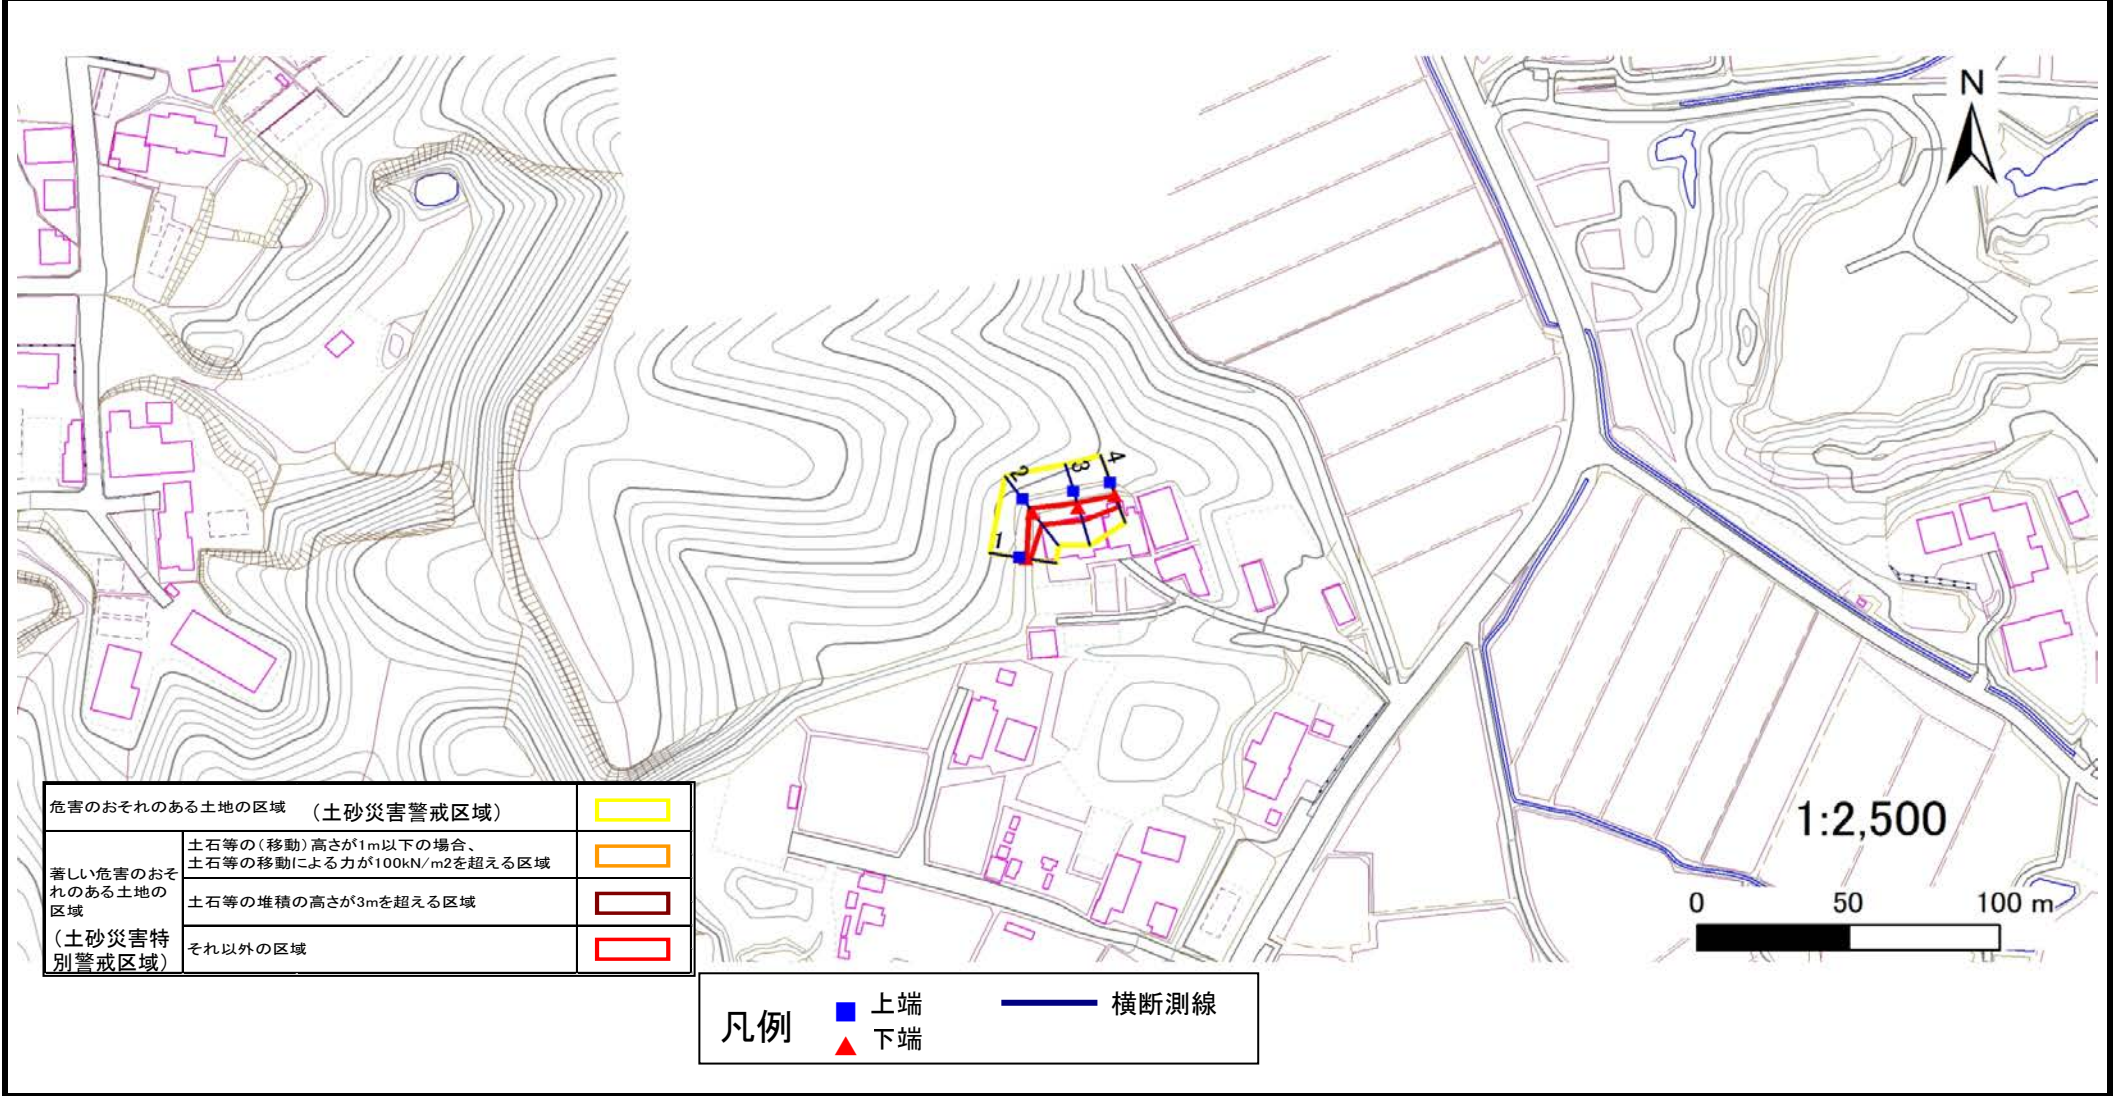 N
2
3
4
1
危害のおそれのある土地の区域 (土砂災害警戒区域)
著しい危害のおそ
れのある土地の
区域
(土砂災害特
別警戒区域)
土石等の(移動)高さが1m以下の場合、
土石等の移動による力が100kN/m2を超える区域
土石等の堆積の高さが3mを超える区域
それ以外の区域
1:2,500
0 50 100 m
凡例
上端
下端
横断測線